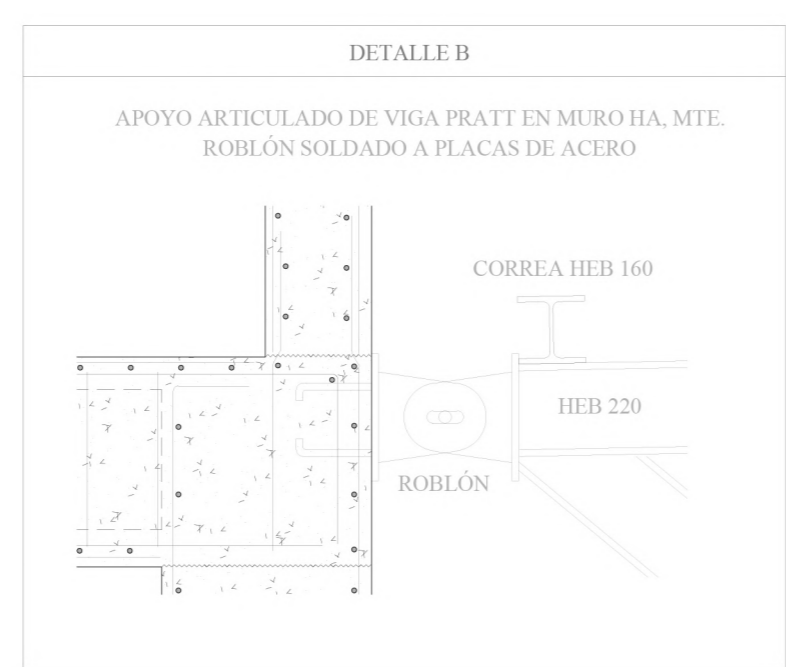 DETALLE B
APOYO ARTICULADO DE VIGA PRATT EN MURO HA, MTE.
ROBLÓN SOLDADO A PLACAS DE ACERO
CORREA HEB 160
HEB 220
ROBLÓN